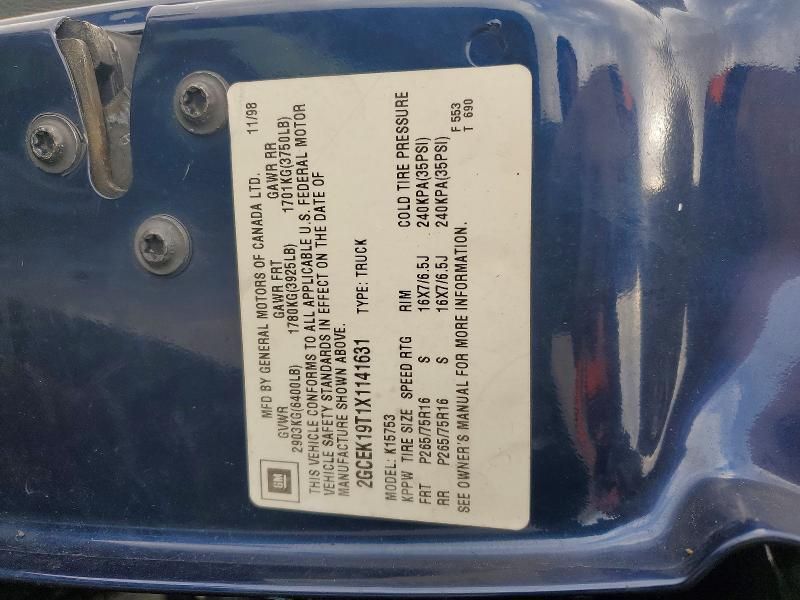 GM
MFD BY GENERAL MOTORS OF CANADA LTD. 11/98
GVWR GAWR FRT GAWR RR
2903KG(6400LB) 1780KG(3925LB) 1701KG(3750LB)
THIS VEHICLE CONFORMS TO ALL APPLICABLE U.S. FEDERAL MOTOR
VEHICLE SAFETY STANDARDS IN EFFECT ON THE DATE OF
MANUFACTURE SHOWN ABOVE.
2GCEK19T1X1141631 TYPE: TRUCK
MODEL: K15753
KPPW TIRE SIZE SPEED RTG RIM COLD TIRE PRESSURE
FRT P265/75R16 S 16X7/6.5J 240KPA(35PSI)
RR P265/75R16 S 16X7/6.5J 240KPA(35PSI)
SEE OWNER'S MANUAL FOR MORE INFORMATION.
F 553
T 690